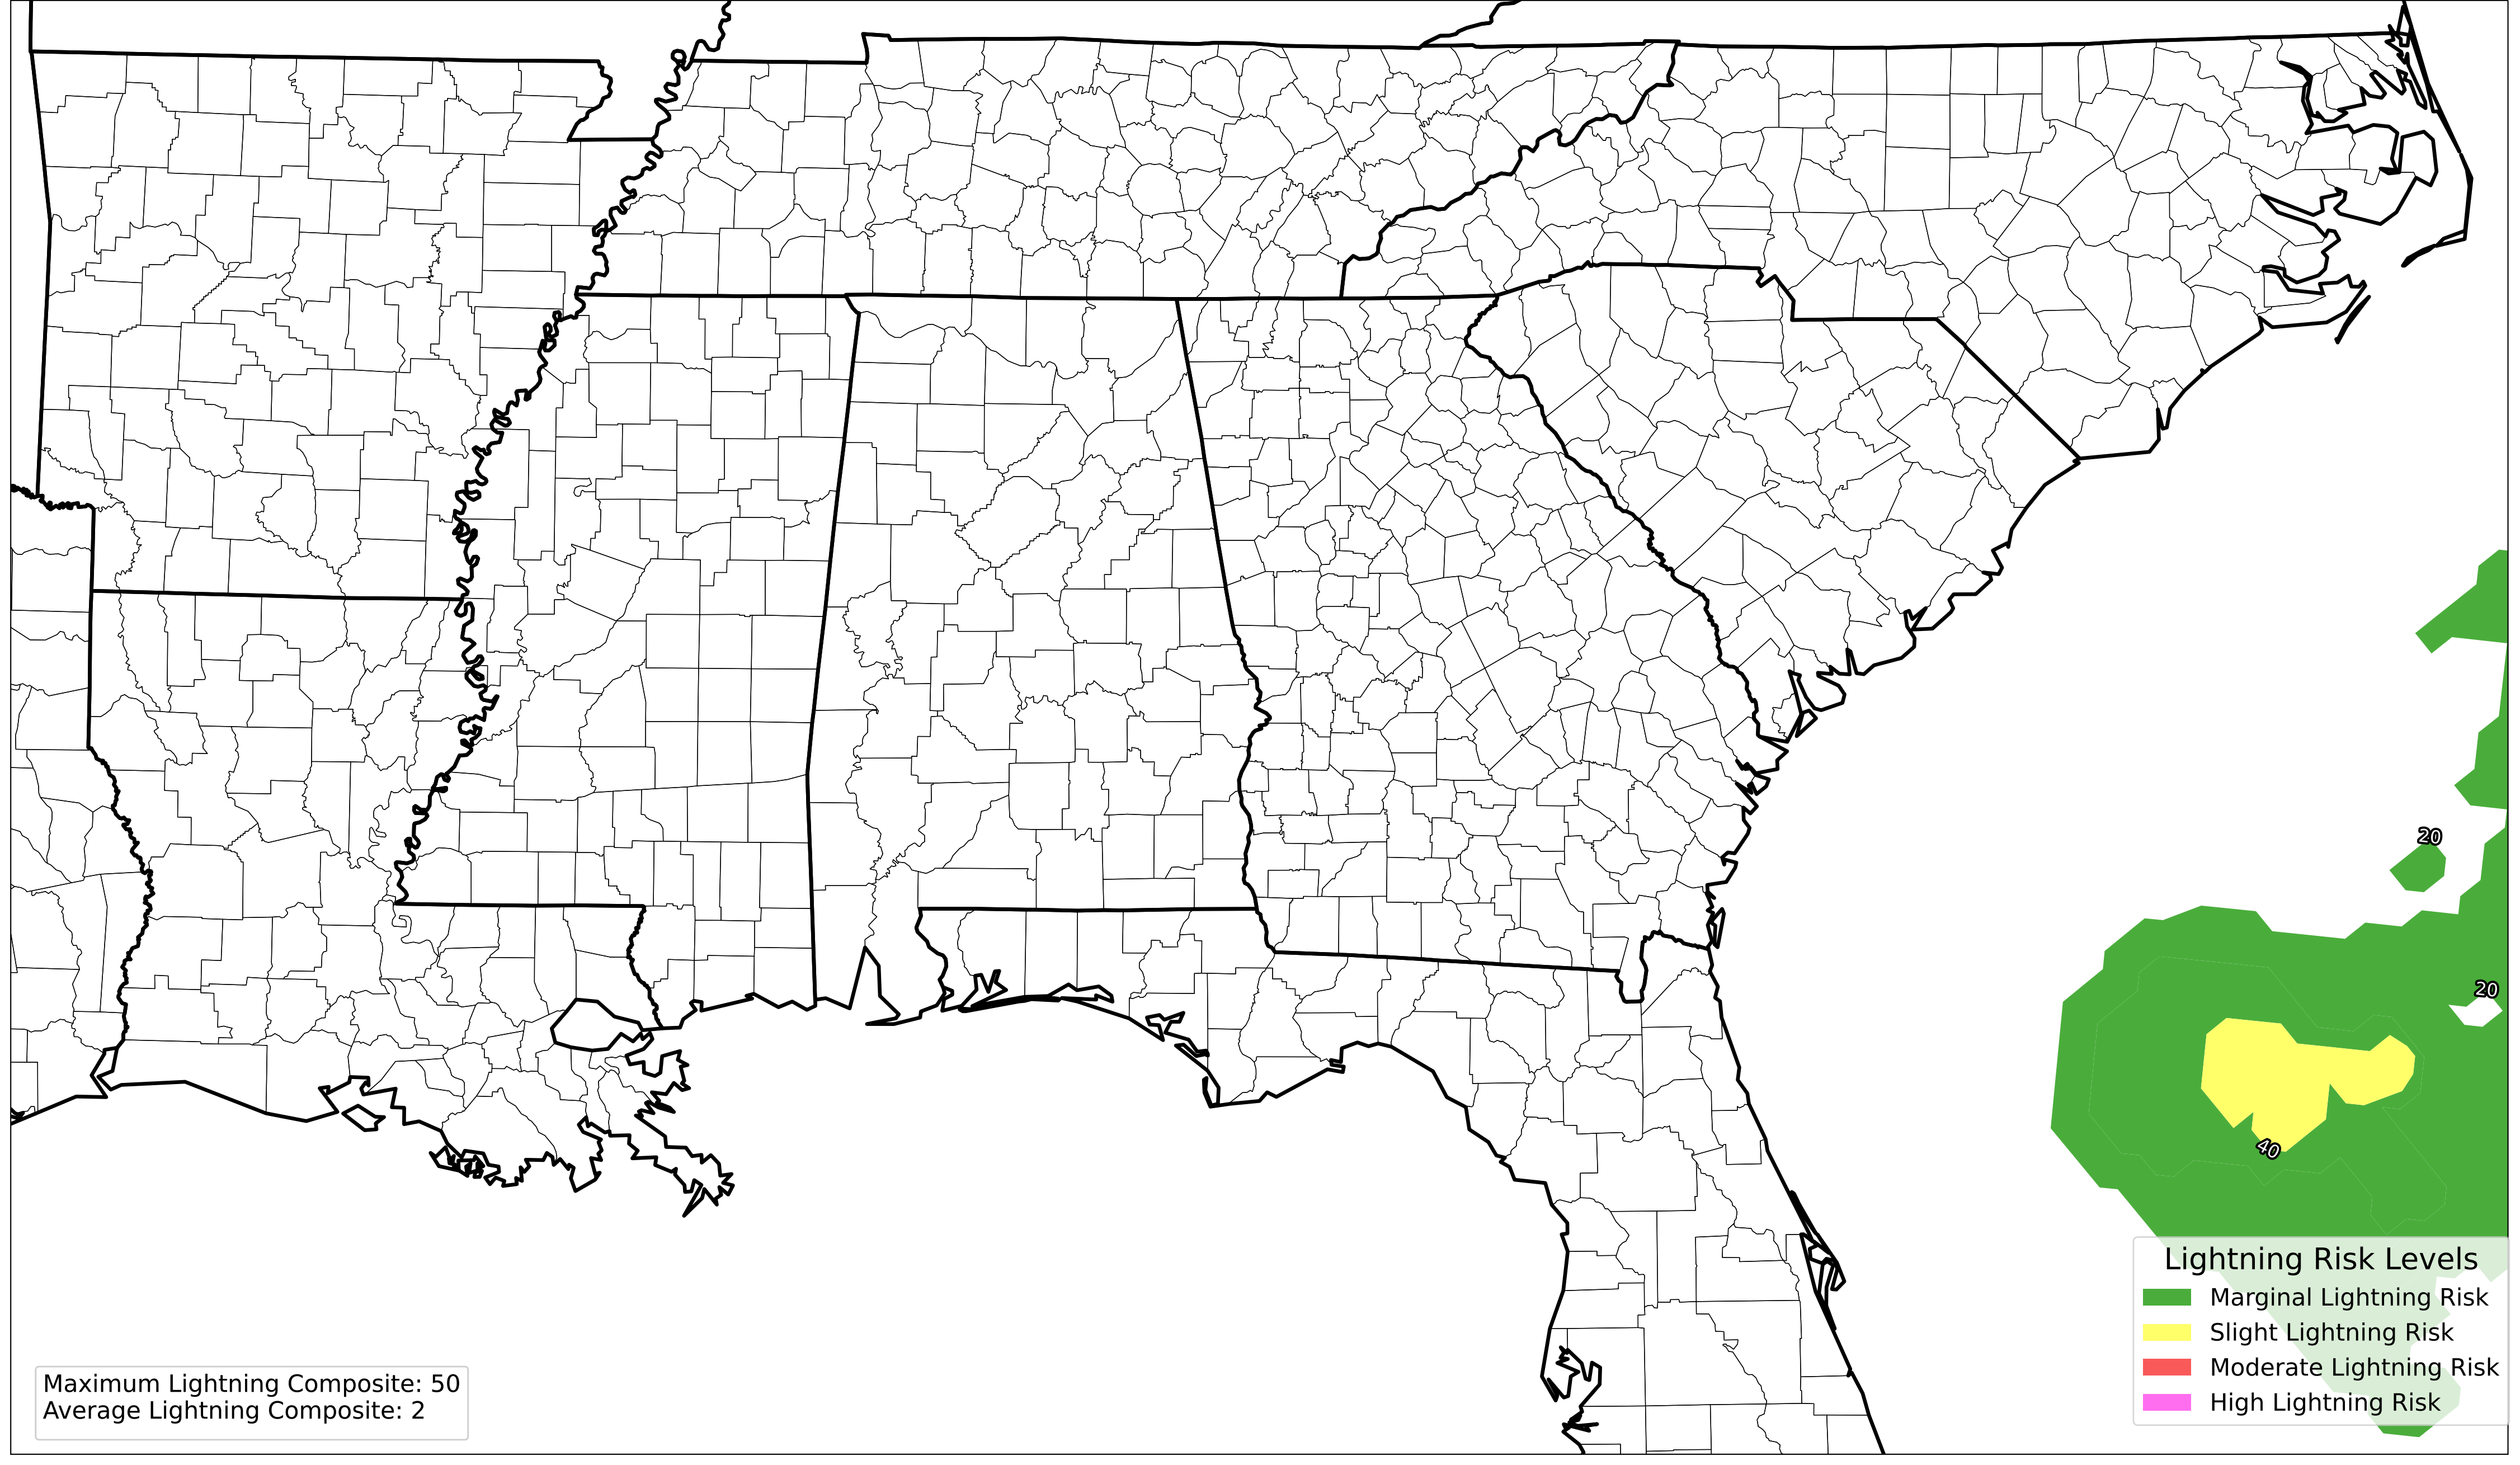 20
20
40
Lightning Risk Levels
Marginal Lightning Risk
Slight Lightning Risk
Moderate Lightning Risk
High Lightning Risk
Maximum Lightning Composite: 50
Average Lightning Composite: 2